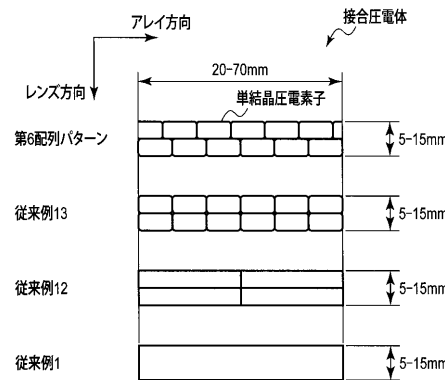 アレイ方向
接合圧電体
レンズ方向
20-70mm
単結晶圧電素子
第6配列パターン
5-15mm
従来例13
5-15mm
従来例12
5-15mm
従来例1
5-15mm